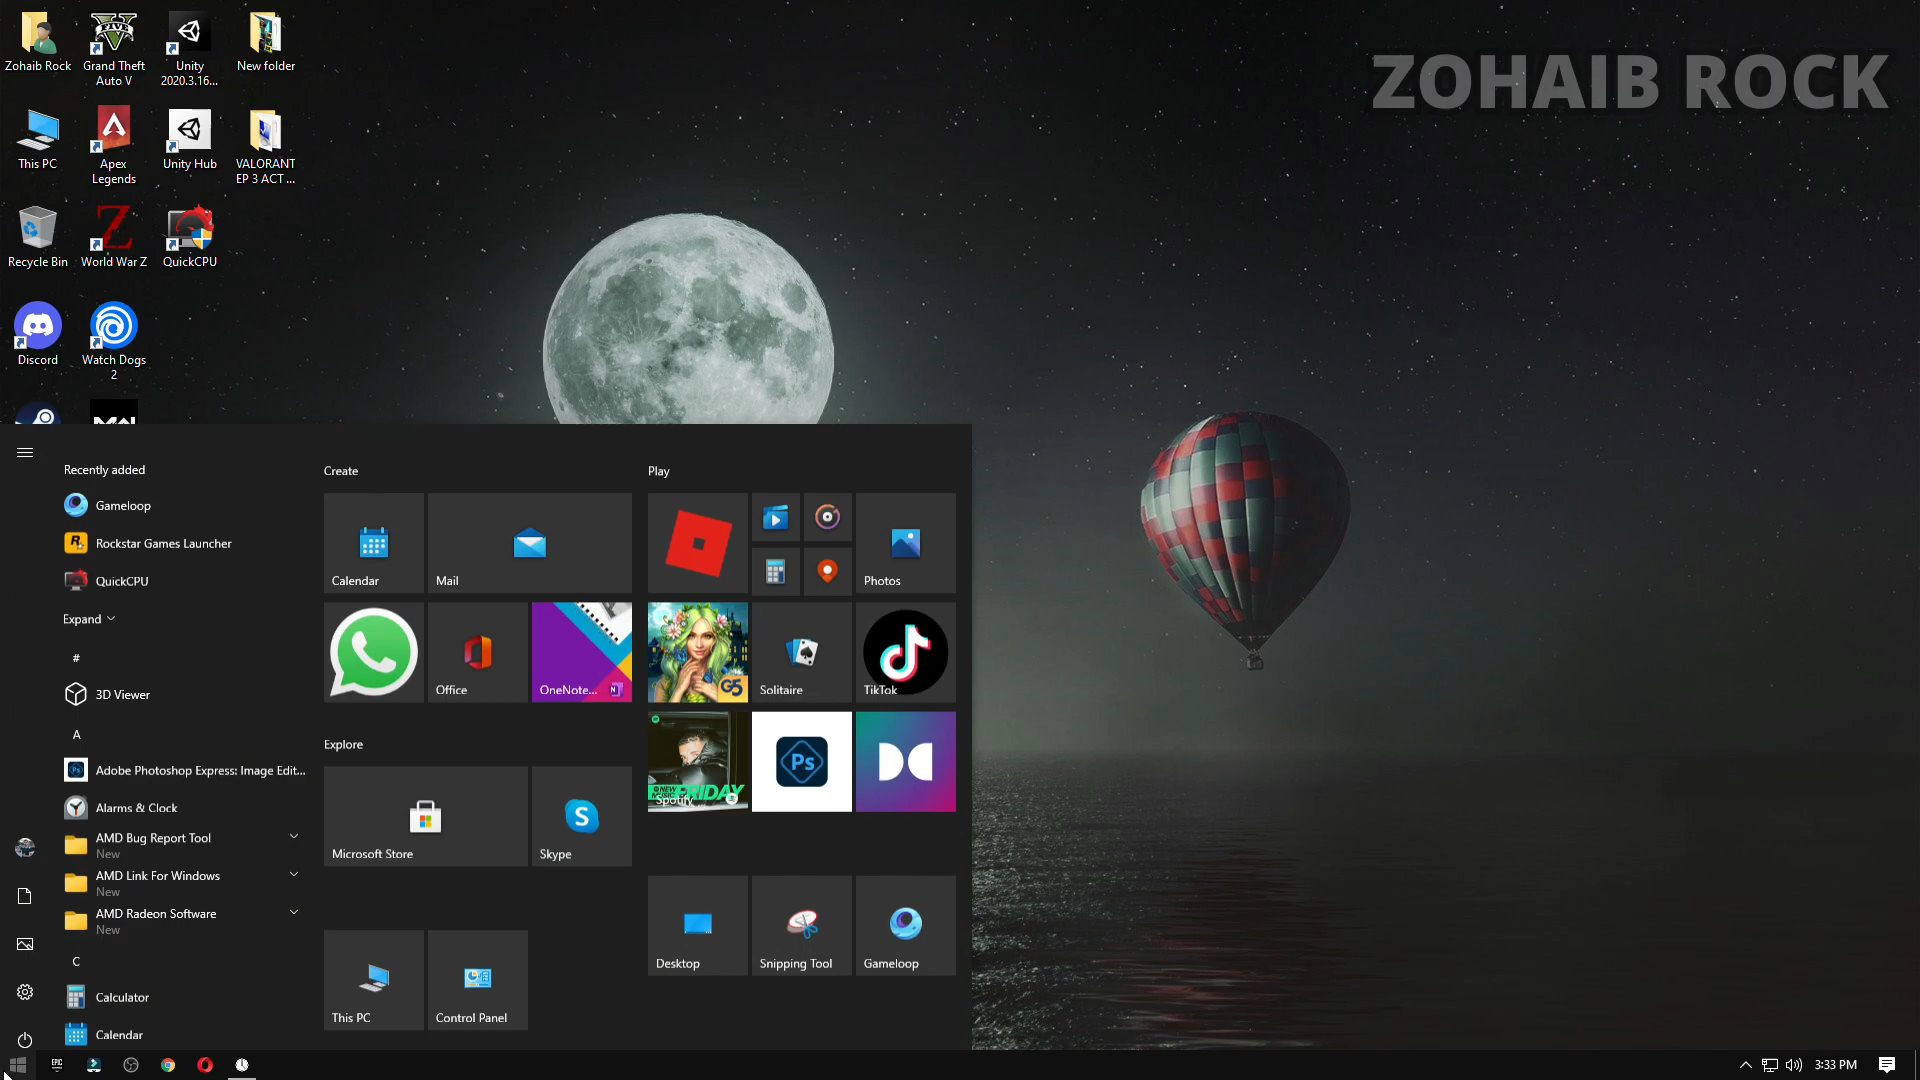 Zohaib Rock
Grand Theft
Auto V
Unity
2020.3.16...
New folder
ZOHAIB ROCK
This PC
Apex
Legends
Unity Hub
VALORANT
EP 3 ACT ...
Recycle Bin
World War Z
QuickCPU
Discord
Watch Dogs
2
Recently added
Gameloop
Rockstar Games Launcher
QuickCPU
Expand
#
3D Viewer
A
Adobe Photoshop Express: Image Edit...
Alarms & Clock
AMD Bug Report Tool
New
AMD Link For Windows
New
AMD Radeon Software
New
C
Calculator
Calendar
Create
Calendar
Mail
Office
OneNote...
Explore
Microsoft Store
Skype
This PC
Control Panel
Play
Photos
G5
Solitaire
TikTok
NEW
MUSIC FRIDAY
Spotify
Ps
Desktop
Snipping Tool
Gameloop
EPIC
3:33 PM